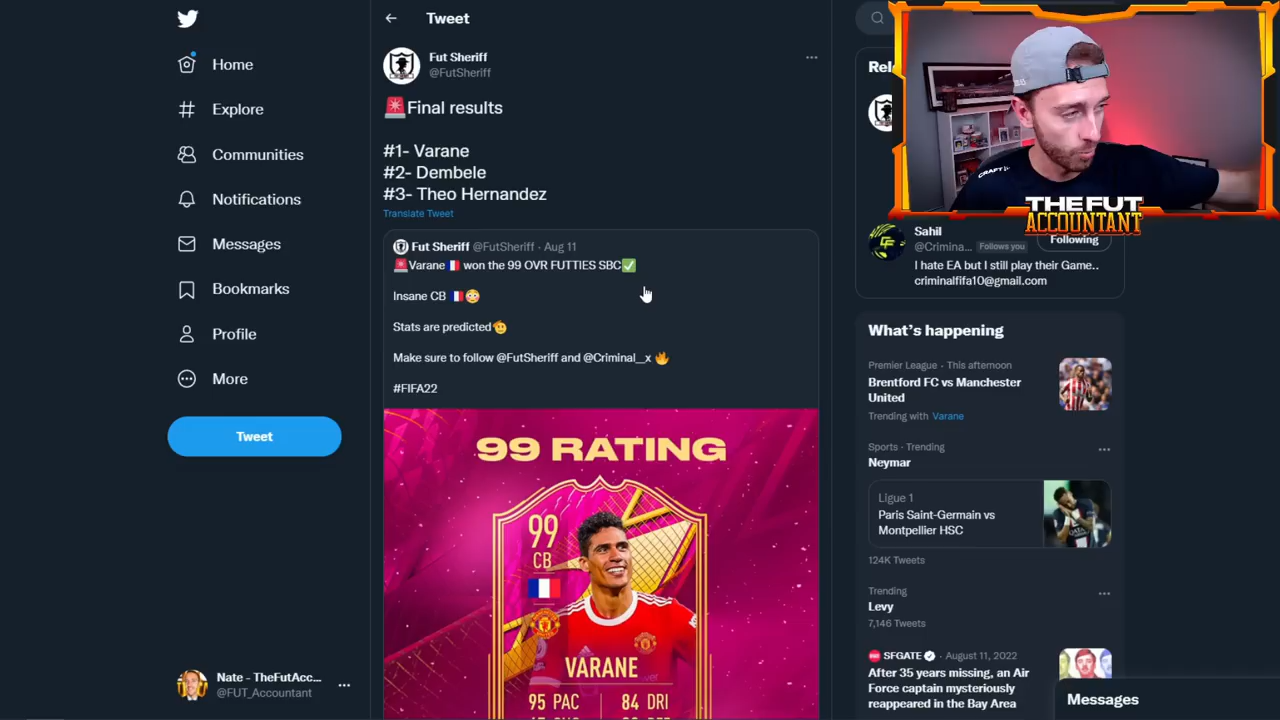 Home
Explore
Communities
Notifications
Messages
Bookmarks
Profile
More
Tweet
Nate - TheFutAcc...
@FUT_Accountant
Tweet
Fut Sheriff
@FutSheriff
🚨Final results
#1- Varane
#2- Dembele
#3- Theo Hernandez
Translate Tweet
Fut Sheriff @FutSheriff · Aug 11
🚨Varane🇫🇷 won the 99 OVR FUTTIES SBC✅
Insane CB 🇫🇷😳
Stats are predicted🫡
Make sure to follow @FutSheriff and @Criminal__x 🔥
#FIFA22
99 RATING
99
CB
VARANE
95 PAC
84 DRI
THE FUT
ACCOUNTANT
Sahil
@Crimina... Follows you
Following
I hate EA but I still play their Game..
criminalfifa10@gmail.com
What's happening
Premier League · This afternoon
Brentford FC vs Manchester
United
Trending with Varane
Sports · Trending
Neymar
Ligue 1
Paris Saint-Germain vs
Montpellier HSC
124K Tweets
Trending
Levy
7,146 Tweets
SFGATE · August 11, 2022
After 35 years missing, an Air
Force captain mysteriously
reappeared in the Bay Area
Messages